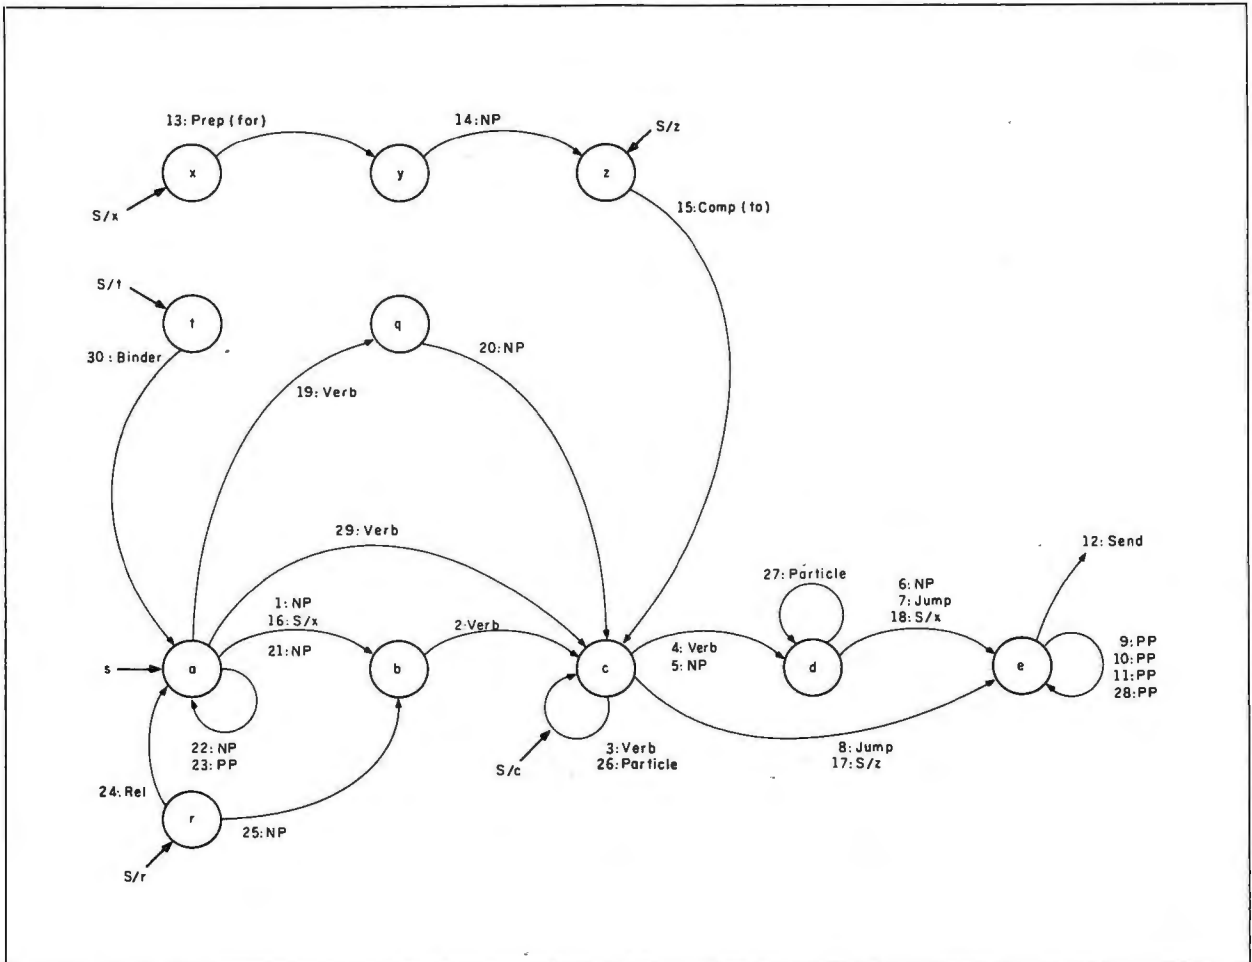 13: Prep (for)
14: NP
S/z
x
y
z
S/x
15: Comp (to)
S/t
t
q
30: Binder
20: NP
19: Verb
29: Verb
12: Send
27: Particle
6: NP
7: Jump
18: S/x
1: NP
16: S/x
2: Verb
21: NP
4: Verb
5: NP
9: PP
10: PP
11: PP
28: PP
s
a
b
c
d
e
22: NP
23: PP
3: Verb
26: Particle
8: Jump
17: S/z
S/c
24: Rel
r
25: NP
S/r